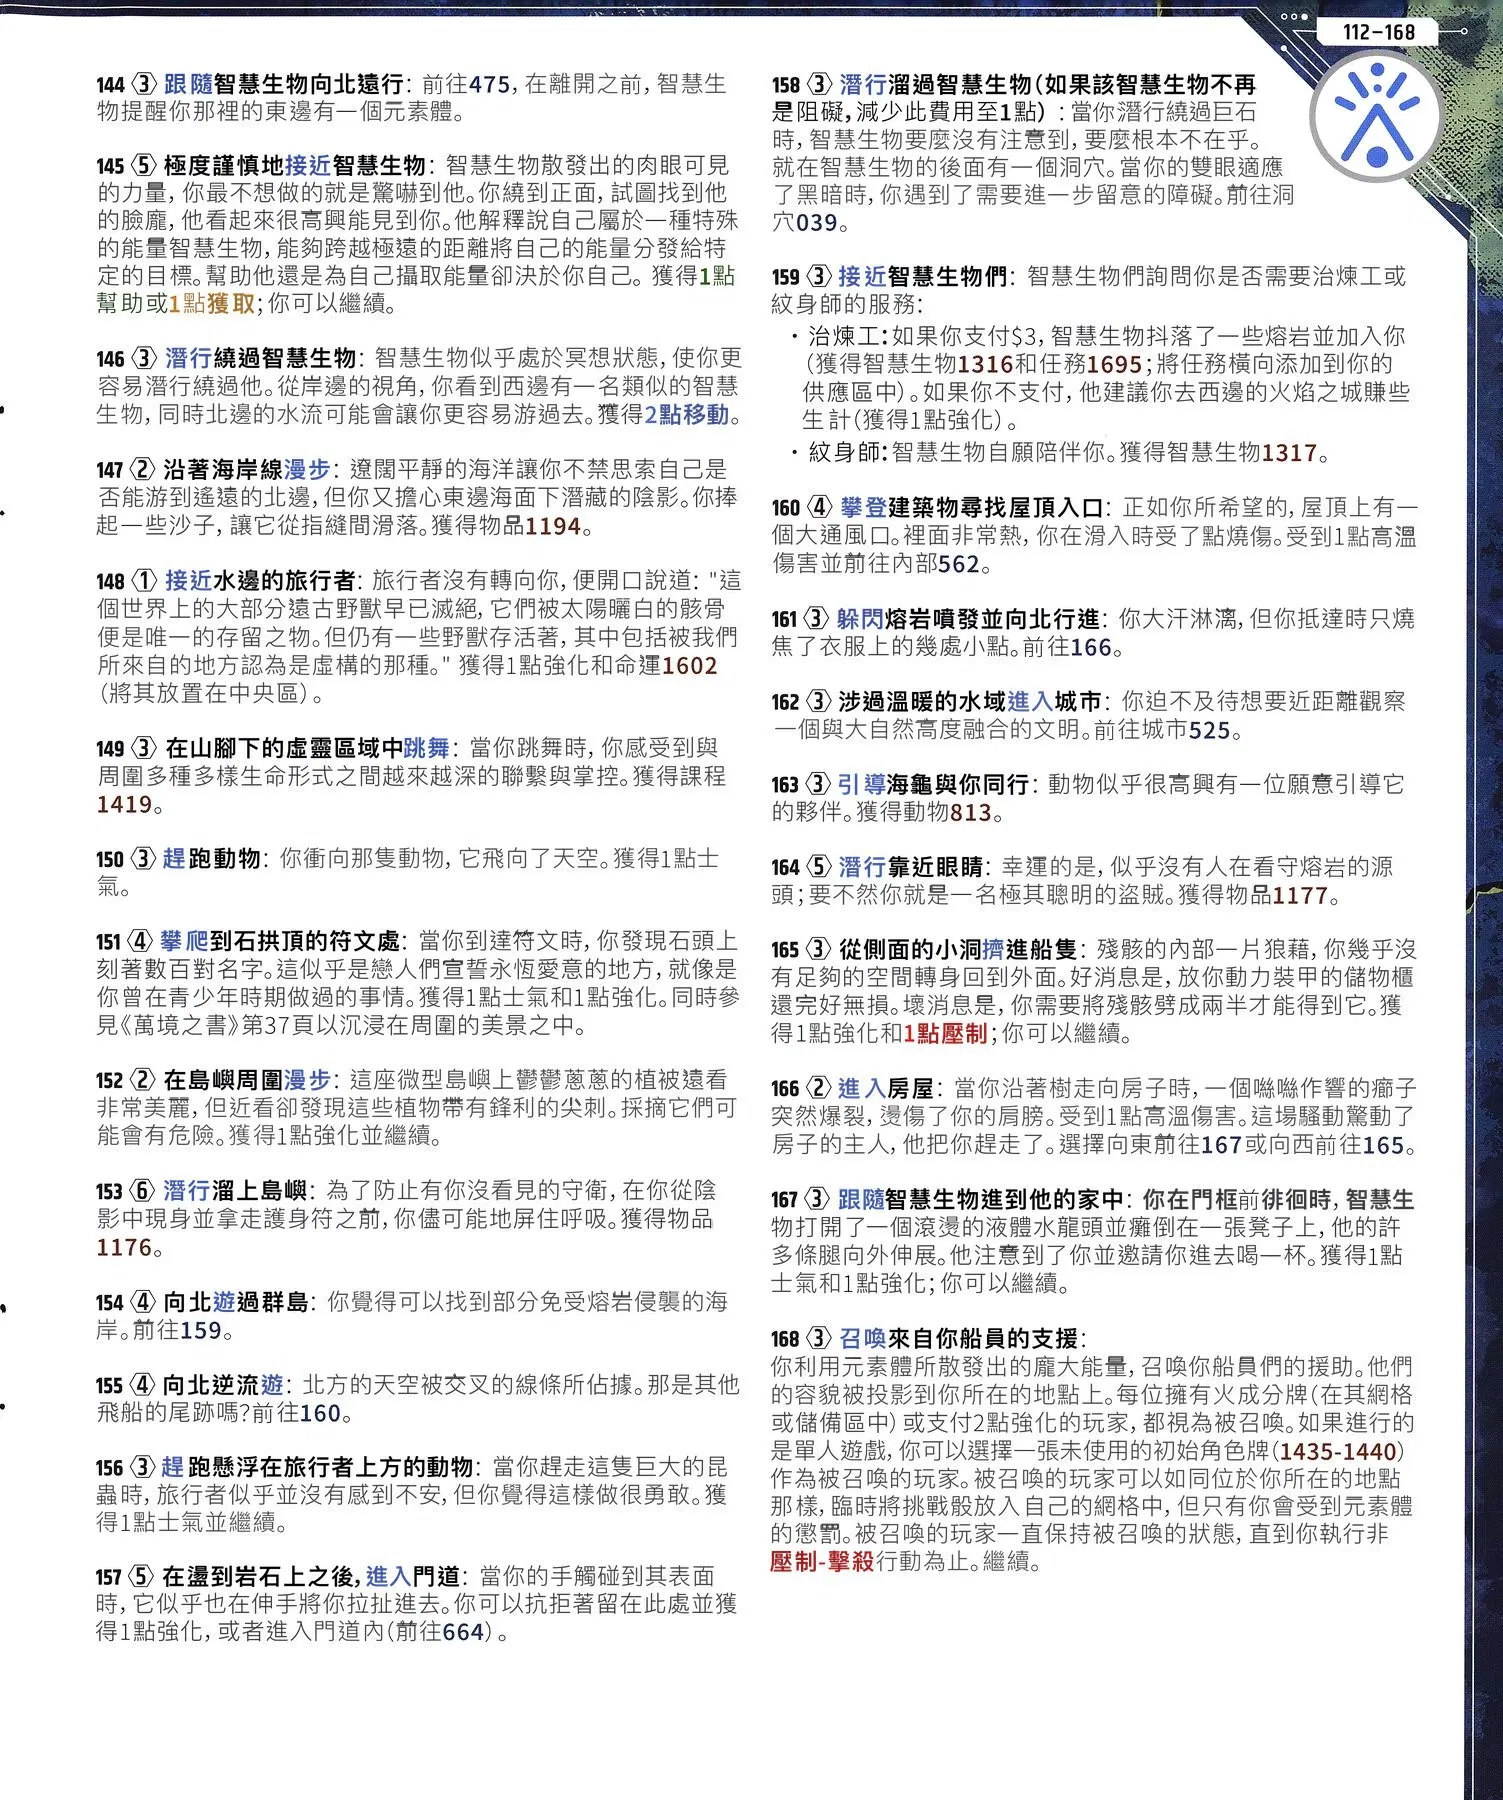 112–168
144 ③ 跟隨智慧生物向北遠行：前往475，在離開之前，智慧生
物提醒你那裡的東邊有一個元素體。
145 ⑤ 極度謹慎地接近智慧生物：智慧生物散發出的肉眼可見
的力量，你最不想做的就是驚嚇到他。你繞到正面，試圖找到他
的臉龐，他看起來很高興能見到你。他解釋說自己屬於一種特殊
的能量智慧生物，能夠跨越極遠的距離將自己的能量分發給特
定的目標。幫助他還是為自己攝取能量卻決於你自己。獲得1點
幫助或1點獲取；你可以繼續。
146 ③ 潛行繞過智慧生物：智慧生物似乎處於冥想狀態，使你更
容易潛行繞過他。從岸邊的視角，你看到西邊有一名類似的智慧
生物，同時北邊的水流可能會讓你更容易游過去。獲得2點移動。
147 ② 沿著海岸線漫步：遼闊平靜的海洋讓你不禁思索自己是
否能游到遙遠的北邊，但你又擔心東邊海面下潛藏的陰影。你捧
起一些沙子，讓它從指縫間滑落。獲得物品1194。
148 ① 接近水邊的旅行者：旅行者沒有轉向你，便開口說道："這
個世界上的大部分遠古野獸早已滅絕，它們被太陽曬白的骸骨
便是唯一的存留之物。但仍有一些野獸存活著，其中包括被我們
所來自的地方認為是虛構的那種。" 獲得1點強化和命運1602
（將其放置在中央區）。
149 ③ 在山腳下的虛靈區域中跳舞：當你跳舞時，你感受到與
周圍多種多樣生命形式之間越來越深的聯繫與掌控。獲得課程
1419。
150 ③ 趕跑動物：你衝向那隻動物，它飛向了天空。獲得1點士
氣。
151 ④ 攀爬到石拱頂的符文處：當你到達符文時，你發現石頭上
刻著數百對名字。這似乎是戀人們宣誓永恆愛意的地方，就像是
你曾在青少年時期做過的事情。獲得1點士氣和1點強化。同時參
見《萬境之書》第37頁以沉浸在周圍的美景之中。
152 ② 在島嶼周圍漫步：這座微型島嶼上鬱鬱蔥蔥的植被遠看
非常美麗，但近看卻發現這些植物帶有鋒利的尖刺。採摘它們可
能會有危險。獲得1點強化並繼續。
153 ⑥ 潛行溜上島嶼：為了防止有你沒看見的守衛，在你從陰
影中現身並拿走護身符之前，你儘可能地屏住呼吸。獲得物品
1176。
154 ④ 向北遊過群島：你覺得可以找到部分免受熔岩侵襲的海
岸。前往159。
155 ④ 向北逆流遊：北方的天空被交叉的線條所佔據。那是其他
飛船的尾跡嗎？前往160。
156 ③ 趕跑懸浮在旅行者上方的動物：當你趕走這隻巨大的昆
蟲時，旅行者似乎並沒有感到不安，但你覺得這樣做很勇敢。獲
得1點士氣並繼續。
157 ⑤ 在盪到岩石上之後，進入門道：當你的手觸碰到其表面
時，它似乎也在伸手將你拉扯進去。你可以抗拒著留在此處並獲
得1點強化，或者進入門道內（前往664）。
158 ③ 潛行溜過智慧生物（如果該智慧生物不再
是阻礙，減少此費用至1點）：當你潛行繞過巨石
時，智慧生物要麼沒有注意到，要麼根本不在乎。
就在智慧生物的後面有一個洞穴。當你的雙眼適應
了黑暗時，你遇到了需要進一步留意的障礙。前往洞
穴039。
159 ③ 接近智慧生物們：智慧生物們詢問你是否需要治煉工或
紋身師的服務：
・治煉工：如果你支付$3，智慧生物抖落了一些熔岩並加入你
（獲得智慧生物1316和任務1695；將任務橫向添加到你的
供應區中）。如果你不支付，他建議你去西邊的火焰之城賺些
生計（獲得1點強化）。
・紋身師：智慧生物自願陪伴你。獲得智慧生物1317。
160 ④ 攀登建築物尋找屋頂入口：正如你所希望的，屋頂上有一
個大通風口。裡面非常熱，你在滑入時受了點燒傷。受到1點高溫
傷害並前往內部562。
161 ③ 躲閃熔岩噴發並向北行進：你大汗淋漓，但你抵達時只燒
焦了衣服上的幾處小點。前往166。
162 ③ 涉過溫暖的水域進入城市：你迫不及待想要近距離觀察
一個與大自然高度融合的文明。前往城市525。
163 ③ 引導海龜與你同行：動物似乎很高興有一位願意引導它
的夥伴。獲得動物813。
164 ⑤ 潛行靠近眼睛：幸運的是，似乎沒有人在看守熔岩的源
頭；要不然你就是一名極其聰明的盜賊。獲得物品1177。
165 ③ 從側面的小洞擠進船隻：殘骸的內部一片狼藉，你幾乎沒
有足夠的空間轉身回到外面。好消息是，放你動力裝甲的儲物櫃
還完好無損。壞消息是，你需要將殘骸劈成兩半才能得到它。獲
得1點強化和1點壓制；你可以繼續。
166 ② 進入房屋：當你沿著樹走向房子時，一個噝噝作響的癤子
突然爆裂，燙傷了你的肩膀。受到1點高溫傷害。這場騷動驚動了
房子的主人，他把你趕走了。選擇向東前往167或向西前往165。
167 ③ 跟隨智慧生物進到他的家中：你在門框前徘徊時，智慧生
物打開了一個滾燙的液體水龍頭並癱倒在一張凳子上，他的許
多條腿向外伸展。他注意到了你並邀請你進去喝一杯。獲得1點
士氣和1點強化；你可以繼續。
168 ③ 召喚來自你船員的支援：
你利用元素體所散發出的龐大能量，召喚你船員們的援助。他們
的容貌被投影到你所在的地點上。每位擁有火成分牌（在其網格
或儲備區中）或支付2點強化的玩家，都視為被召喚。如果進行的
是單人遊戲，你可以選擇一張未使用的初始角色牌（1435-1440）
作為被召喚的玩家。被召喚的玩家可以如同位於你所在的地點
那樣，臨時將挑戰骰放入自己的網格中，但只有你會受到元素體
的懲罰。被召喚的玩家一直保持被召喚的狀態，直到你執行非
壓制-擊殺行動為止。繼續。